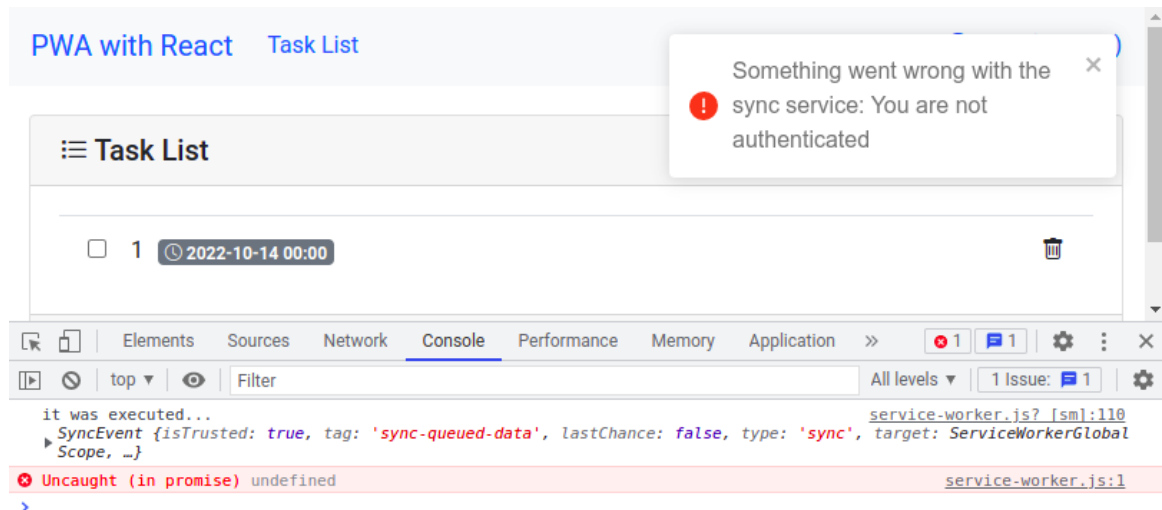 PWA with React Task List )
Something went wrong with the
sync service: You are not
authenticated
Task List
1 2022-10-14 00:00
Elements Sources Network Console Performance Memory Application » 1 1
top ▼ Filter All levels ▼ 1 Issue: 1
it was executed... service-worker.js? [sm]:110
SyncEvent {isTrusted: true, tag: 'sync-queued-data', lastChance: false, type: 'sync', target: ServiceWorkerGlobal
Scope, …}
Uncaught (in promise) undefined service-worker.js:1
>